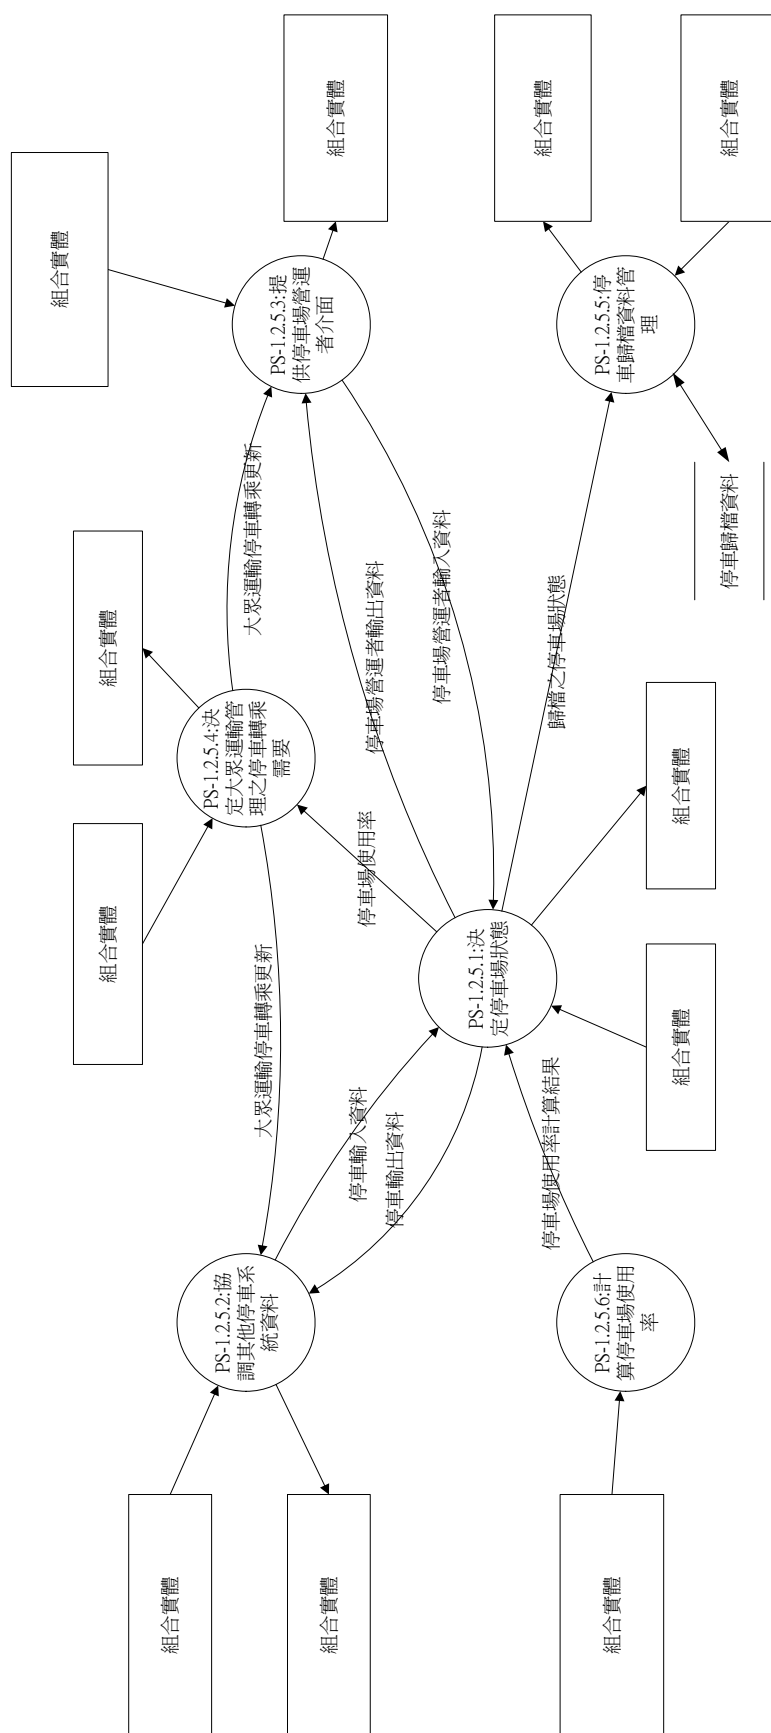 組合實體
組合實體
組合實體
組合實體
PS-1.2.5.2:協
調其他停車系
統資料
大眾運輸停車轉乘更新
PS-1.2.5.4:決
定大眾運輸管
理之停車轉乘
需要
大眾運輸停車轉乘更新
PS-1.2.5.3:提
供停車場營運
者介面
組合實體
組合實體
停車輸入資料
停車輸出資料
停車場使用率
停車場營運者輸出資料
停車場營運者輸入資料
PS-1.2.5.1:決
定停車場狀態
停車場使用率計算結果
歸檔之停車場狀態
組合實體
組合實體
PS-1.2.5.6:計
算停車場使用
率
PS-1.2.5.5:停
車歸檔資料管
理
組合實體
組合實體
組合實體
停車歸檔資料